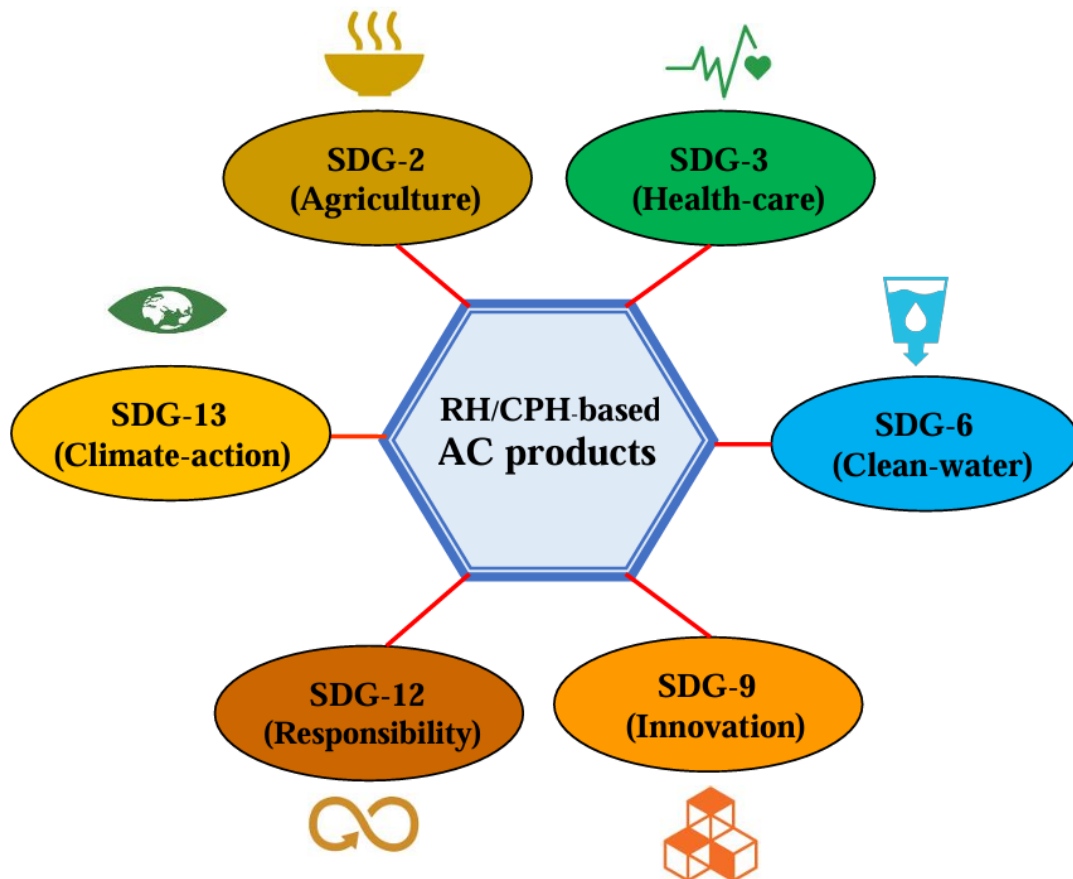 SDG-2
(Agriculture)
SDG-3
(Health-care)
SDG-13
(Climate-action)
RH/CPH-based
AC products
SDG-6
(Clean-water)
SDG-12
(Responsibility)
SDG-9
(Innovation)